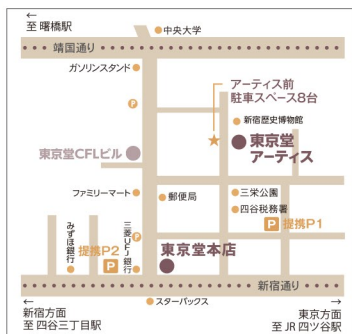 ←
至 曙橋駅
中央大学
靖国通り
ガソリンスタンド
アーティス前
駐車スペース8台
P
新宿歴史博物館
東京堂
アーティス
東京堂CFLビル
ファミリーマート
郵便局
三栄公園
四谷税務署
P 提携P1
みずほ銀行
提携P2
P
三菱UFJ銀行
P
東京堂本店
新宿通り
←
新宿方面
至 四谷三丁目駅
スターバックス
→
東京方面
至 JR四ツ谷駅